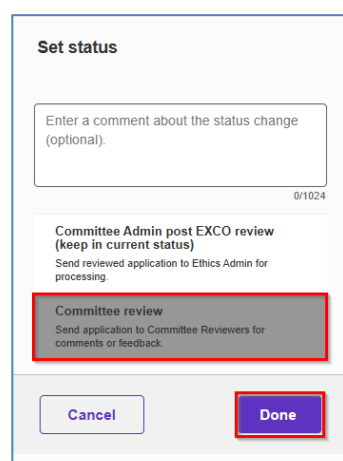 Set status
Enter a comment about the status change
(optional).
0/1024
Committee Admin post EXCO review
(keep in current status)
Send reviewed application to Ethics Admin for
processing.
Committee review
Send application to Committee Reviewers for
comments or feedback.
Cancel
Done